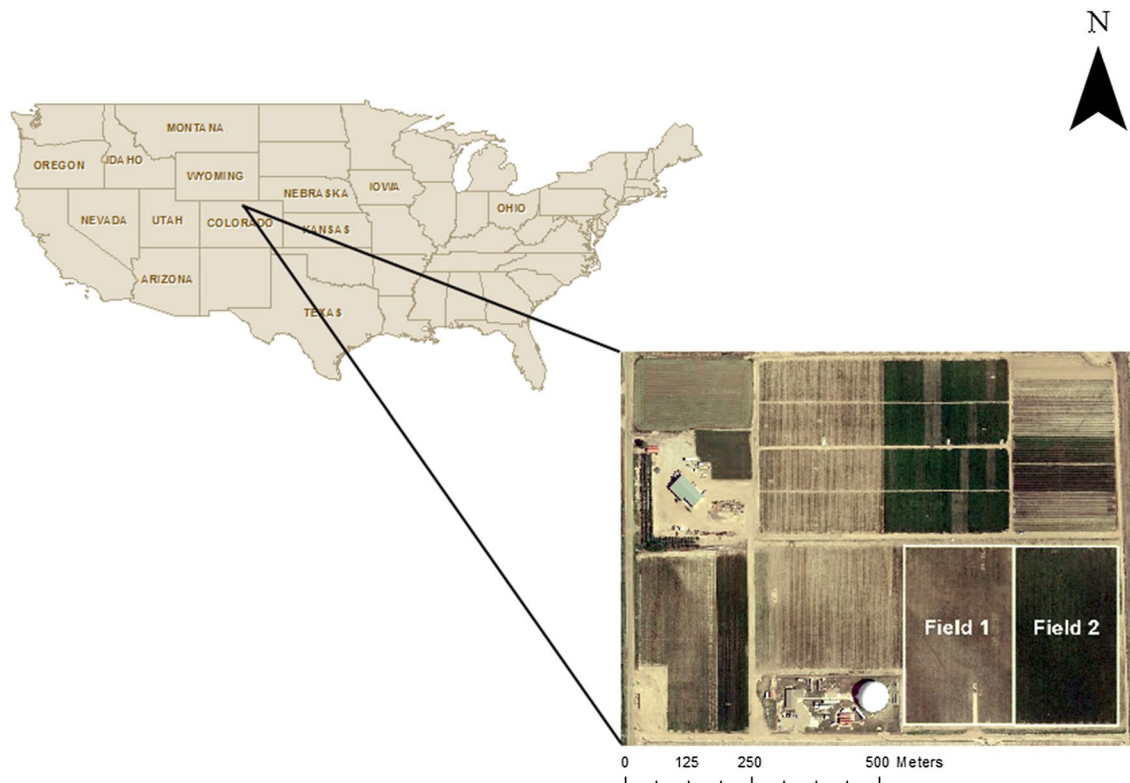 N
MONTANA
OREGON
IDAHO
WYOMING
NEBRASKA
IOWA
OHIO
NEVADA
UTAH
COLORADO
KANSAS
ARIZONA
TEXAS
Field 1
Field 2
0 125 250 500 Meters